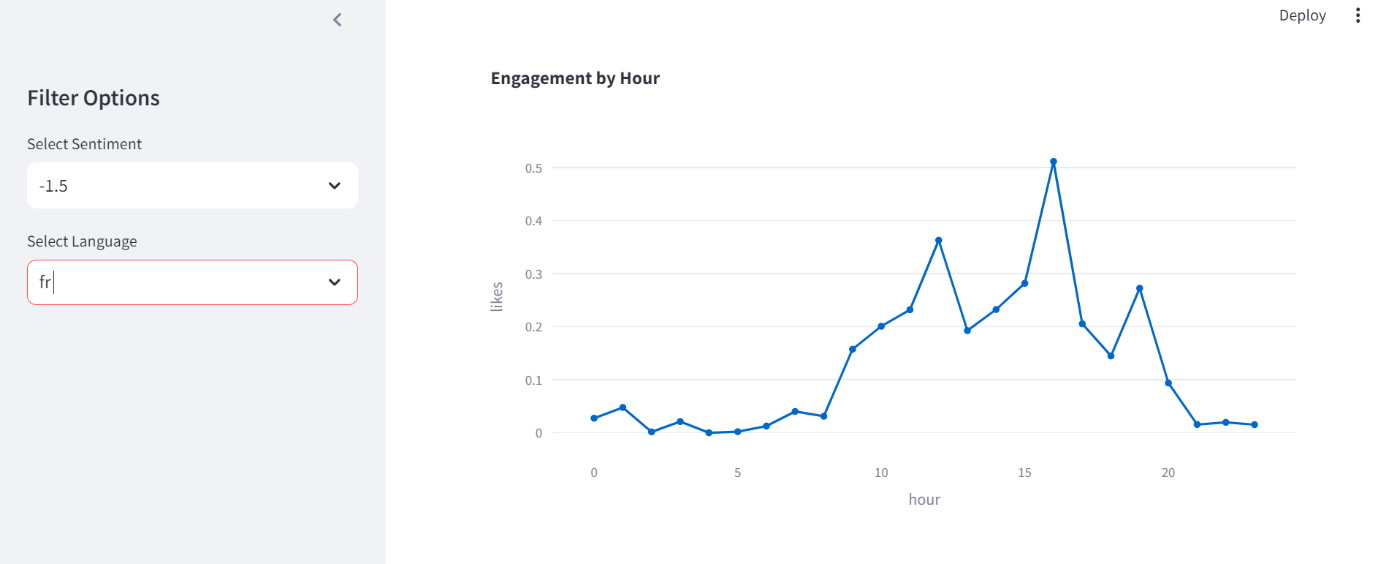 Deploy
Filter Options
Select Sentiment
-1.5
Select Language
fr
Engagement by Hour
0.5
0.4
0.3
0.2
0.1
0
likes
0 5 10 15 20
hour